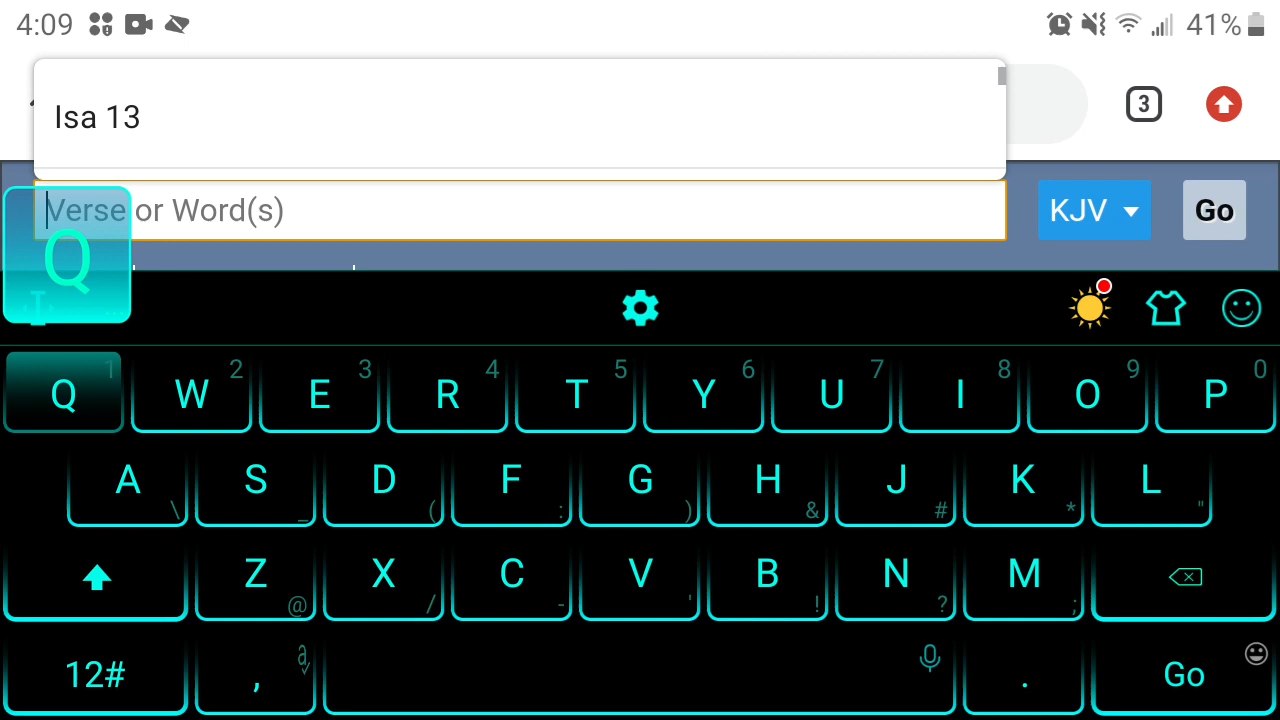 4:09 41%
Isa 13
3
Verse or Word(s)
KJV Go
Q
Q 1 W 2 E 3 R 4 T 5 Y 6 U 7 I 8 O 9 P 0
A \ S _ D ( F : G ) H & J # K * L "
Z @ X / C - V ' B ! N ? M ;
12# , a . Go